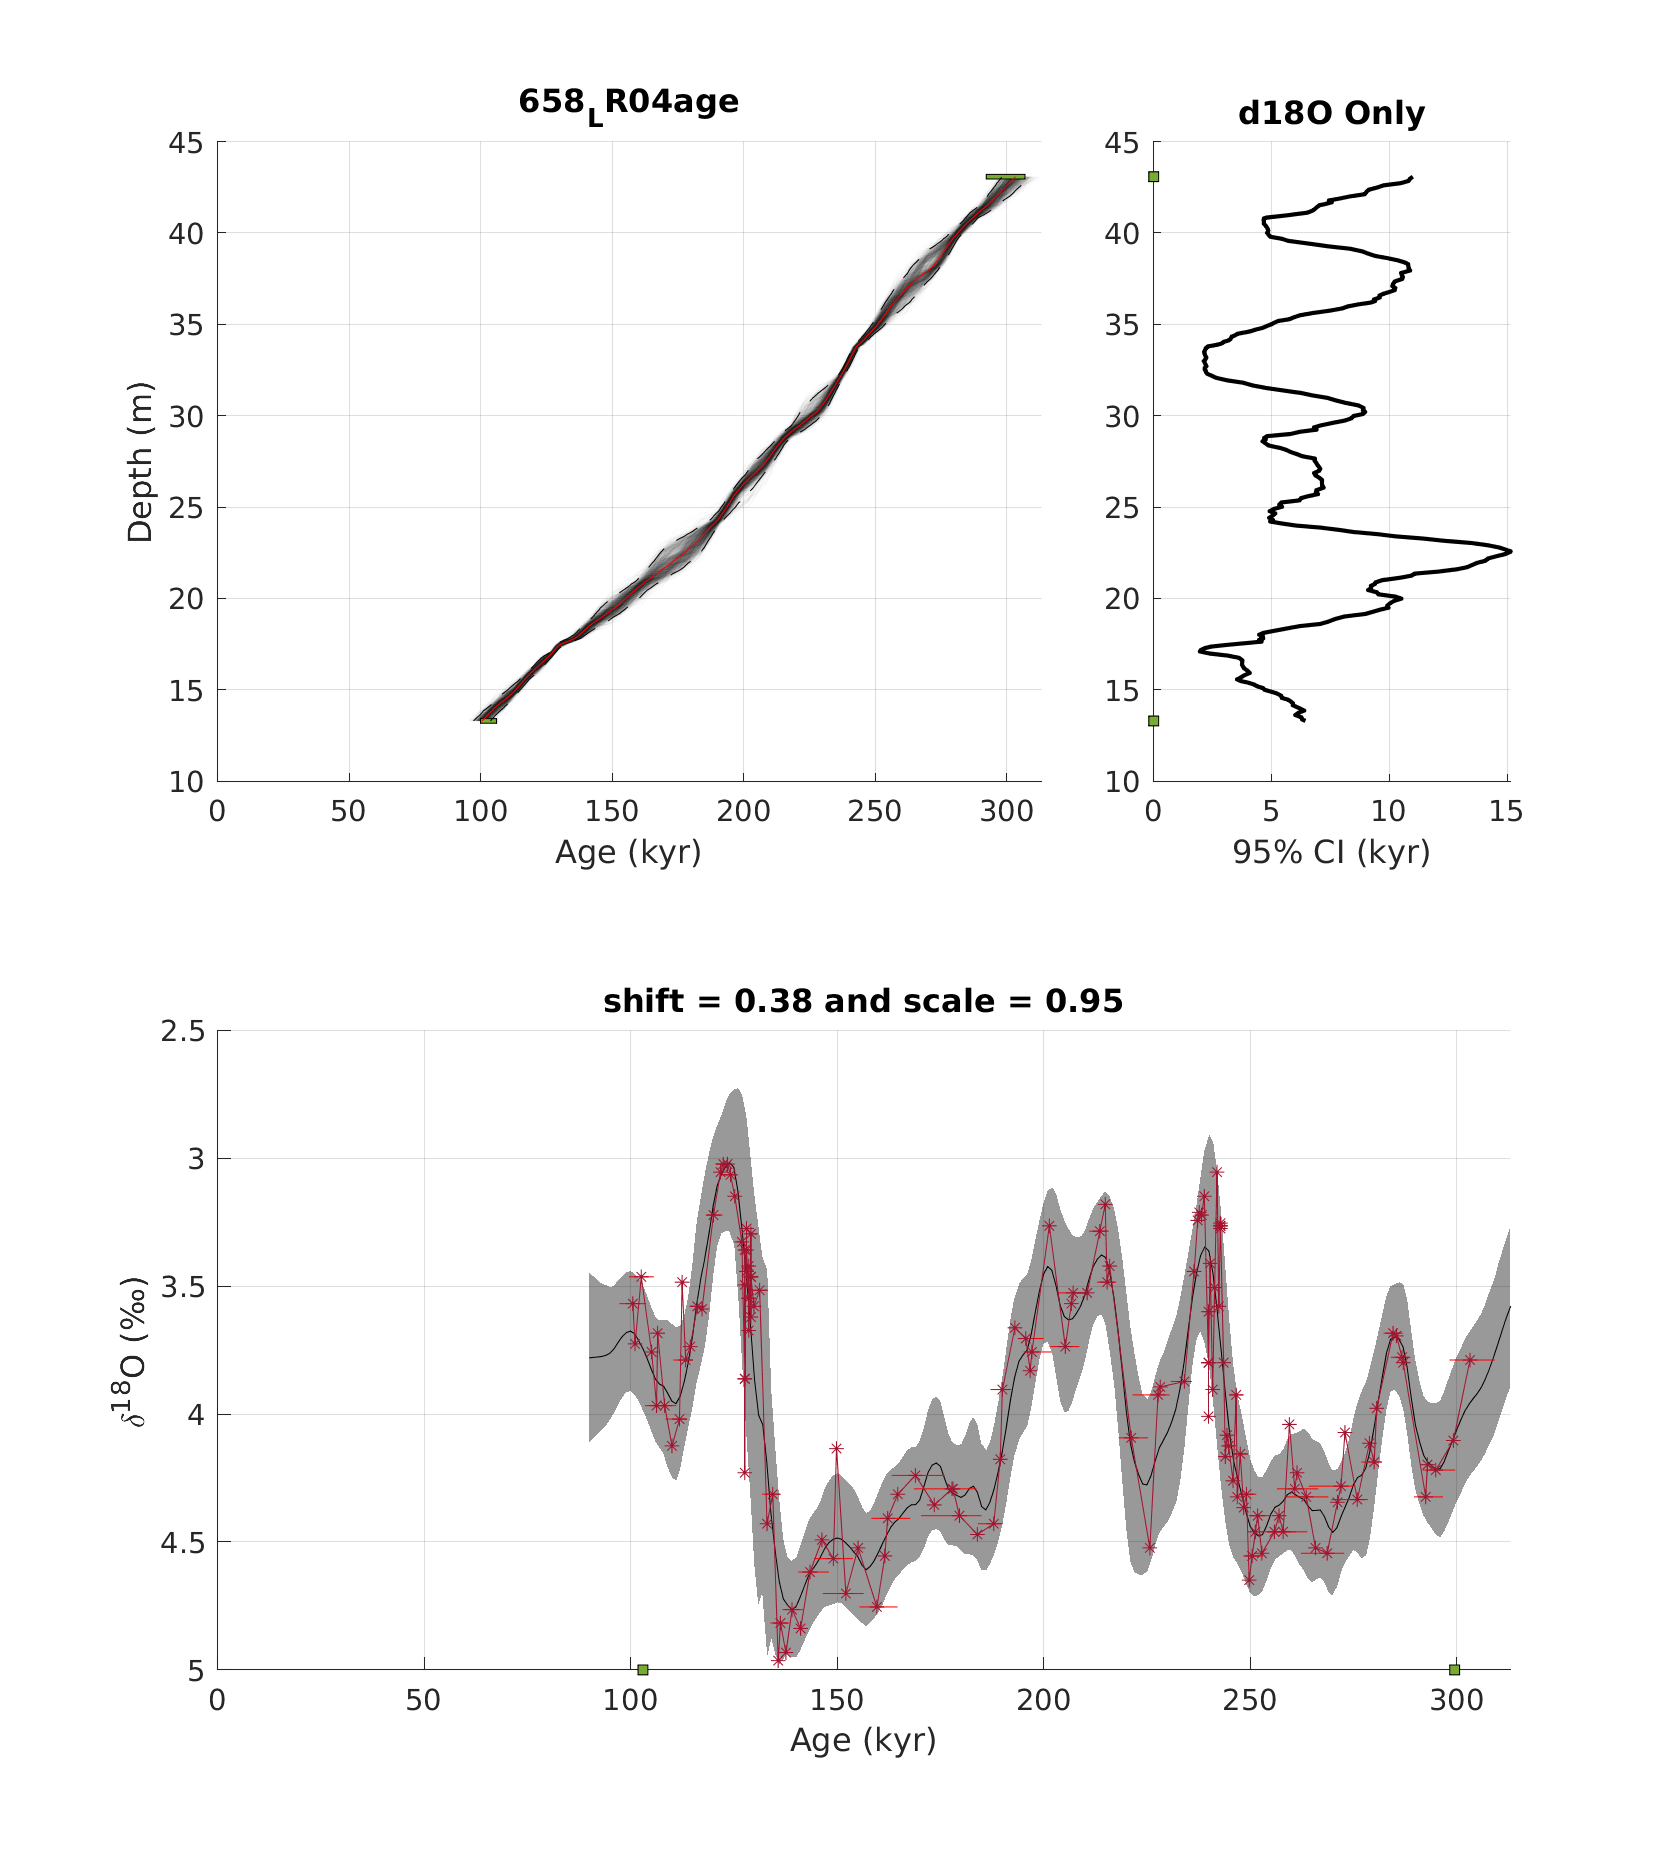 658_LR04age
45
40
35
30
25
20
15
10
0 50 100 150 200 250 300
Depth (m)
Age (kyr)
d18O Only
45
40
35
30
25
20
15
10
0 5 10 15
95% CI (kyr)
shift = 0.38 and scale = 0.95
2.5
3
3.5
4
4.5
5
0 50 100 150 200 250 300
δ18O (‰)
Age (kyr)